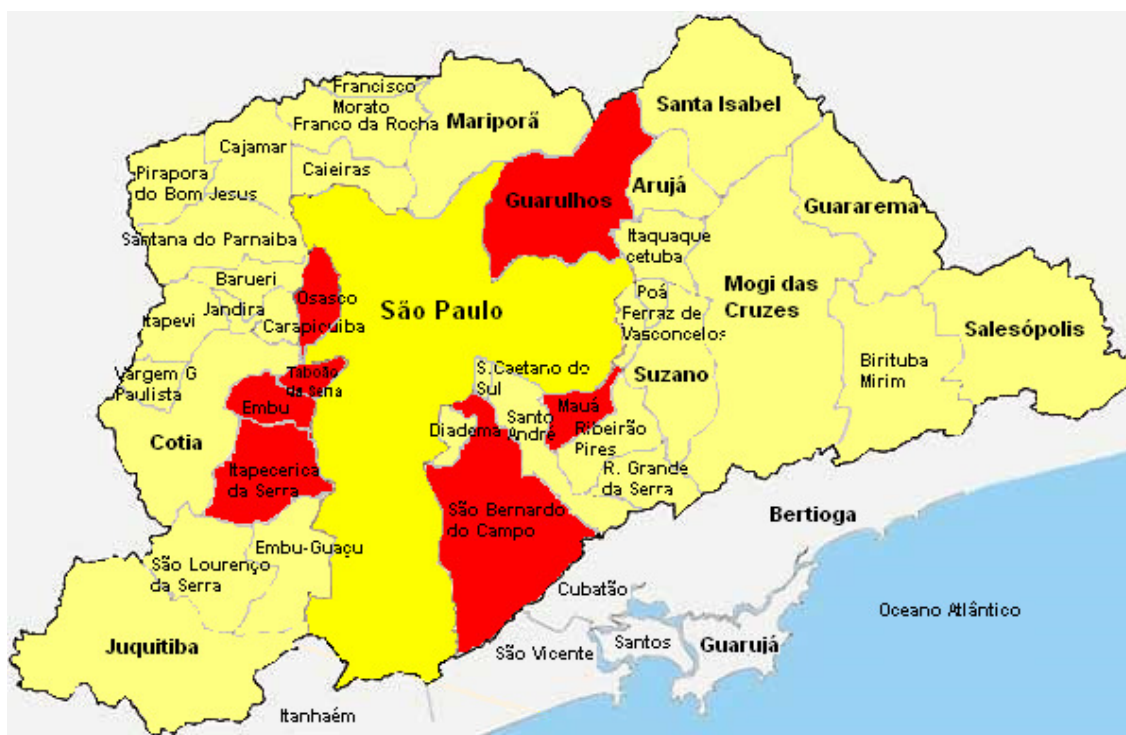 Francisco
Morato
Franco da Rocha
Mariporã
Santa Isabel
Cajamar
Caieiras
Pirapora
do Bom Jesus
Guarulhos
Arujá
Guararema
Santana do Parnaiba
Itaquaque
cetuba
Barueri
Osasco
Jandira
Itapevi
Carapicuiba
São Paulo
Poá
Ferraz de
Vasconcelos
Mogi das
Cruzes
Salesópolis
Birituba
Mirim
Vargem G
Paulista
Taboão
da Serra
S.Caetano do
Sul
Suzano
Embu
Mauá
Cotia
Diadema
Santo
André
Ribeirão
Pires
Itapecerica
da Serra
R. Grande
da Serra
São Bernardo
do Campo
Bertioga
Embu-Guaçu
São Lourenço
da Serra
Cubatão
Oceano Atlântico
Juquitiba
São Vicente
Santos
Guarujá
Itanhaém